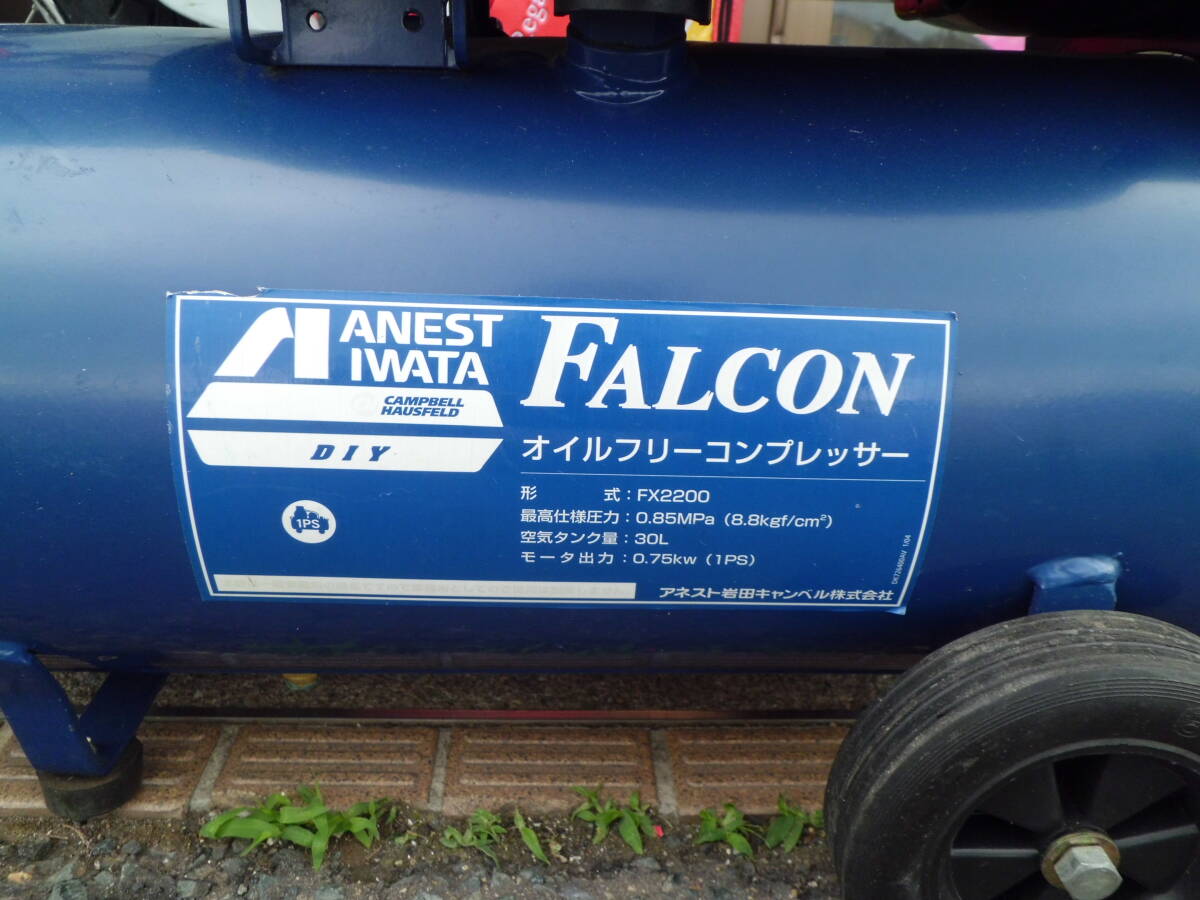 ANEST
IWATA
CAMPBELL
HAUSFELD
DIY
1PS
FALCON
オイルフリーコンプレッサー
形 式：FX2200
最高仕様圧力：0.85MPa（8.8kgf/cm²）
空気タンク量：30L
モータ出力：0.75kw（1PS）
アネスト岩田キャンベル株式会社